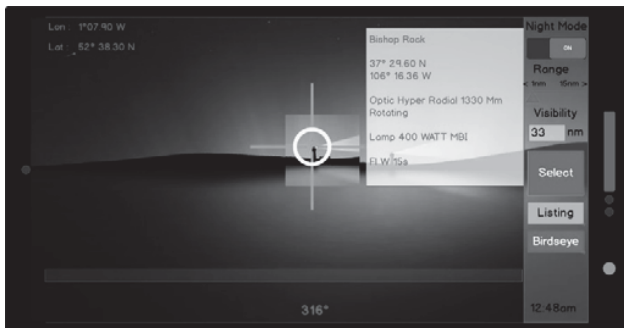 Lon : 1°07.90 W
Lat : 52° 38.30 N
Bishop Rock
37° 29.60 N
106° 16.36 W
Optic Hyper Radial 1330 Mm
Rotating
Lamp 400 WATT MBI
Fl W 15s
316°
Night Mode
ON
Range
< 1nm 15nm >
Visibility
33 nm
Select
Listing
Birdseye
12:48am